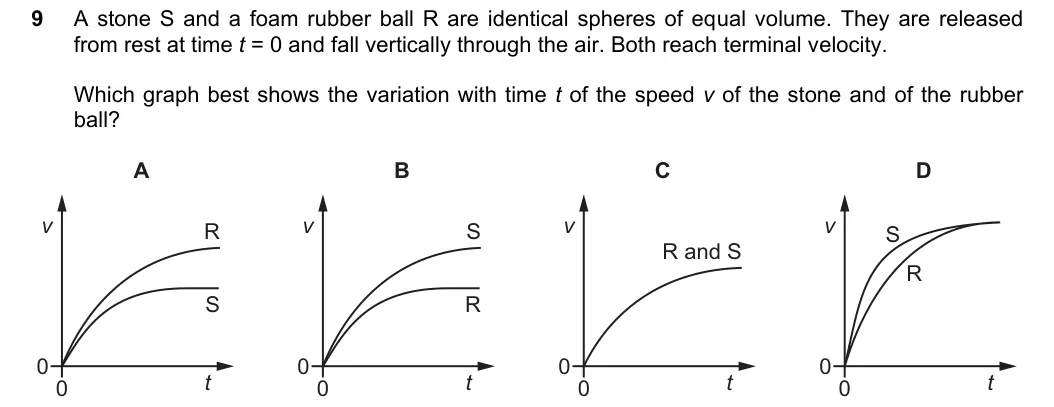 9 A stone S and a foam rubber ball R are identical spheres of equal volume. They are released
from rest at time t = 0 and fall vertically through the air. Both reach terminal velocity.
Which graph best shows the variation with time t of the speed v of the stone and of the rubber
ball?
A
v
R
S
0
0
t
B
v
S
R
0
0
t
C
v
R and S
0
0
t
D
v
S
R
0
0
t